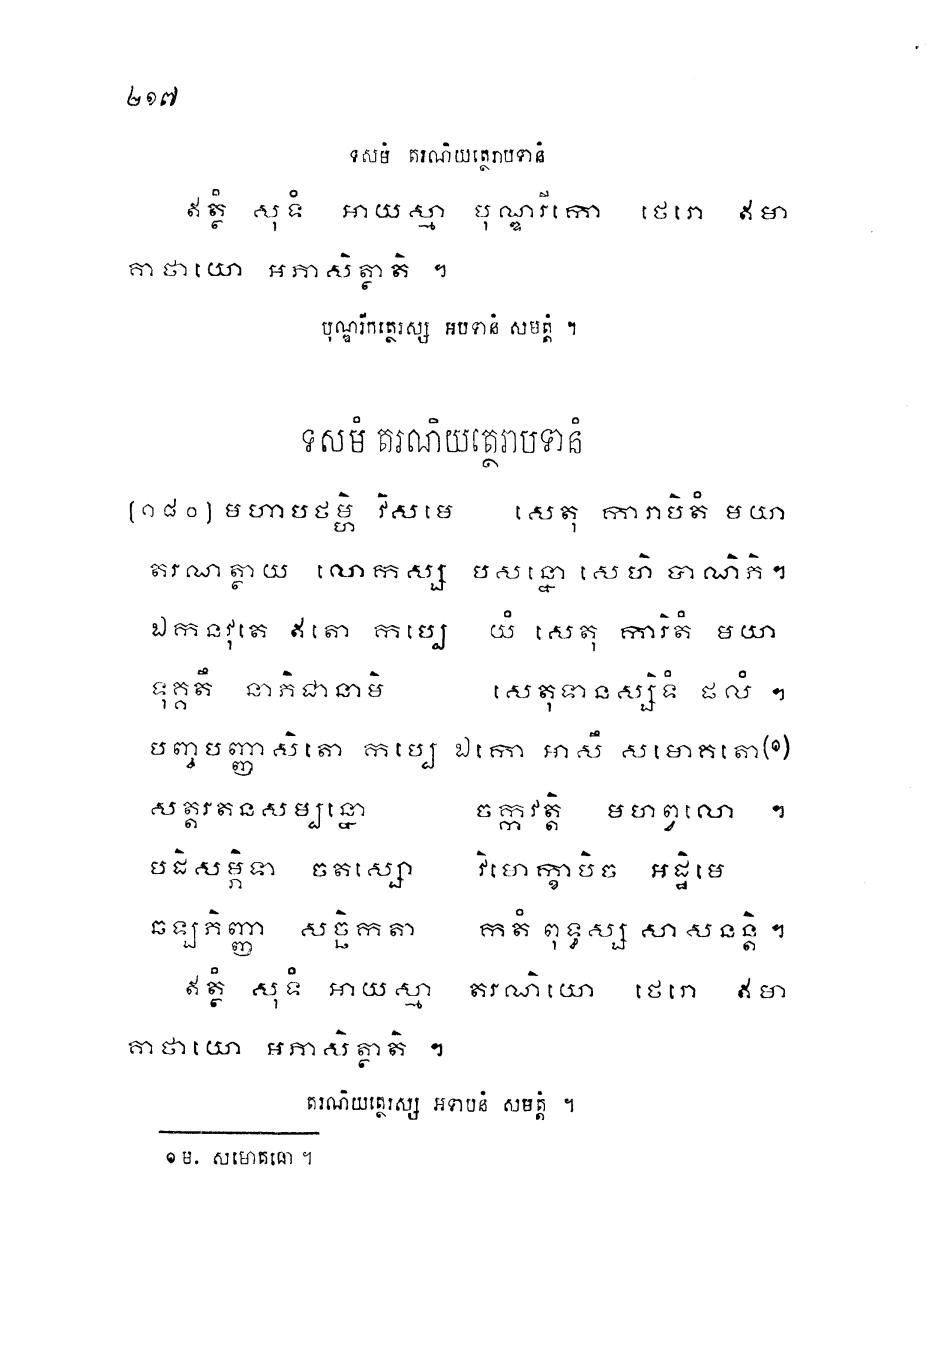 ២១៧
ទសមំ តរណិយត្ថេរាបទានំ
ឥត្ថំ សុទំ អាយស្មា បុណ្ឌរីកោ ថេរោ ឥមា
គាថាយោ អភាសិត្ថាតិ ។
បុណ្ឌរីកត្ថេរស្ស អបទានំ សមត្តំ ។
ទសមំ តរណិយត្ថេរាបទានំ
(១៨០) មហាបថម្ហិ វិសមេ សេតុ ការាបិតំ មយា
តរណាត្ថាយ លោកស្ស បសន្នោ សេហិ បាណិភិ។
ឯកនវុតេ ឥតោ កប្បេ យំ សេតុ ការិតំ មយា
ទុក្គតឹ នាភិជានាមិ សេតុទានស្សិទំ ផលំ ។
បញ្ចបញ្ញាសិតោ កប្បេ ឯកោ អាសឹ សមោគតោ(១)
សត្តរតនសម្បន្នោ ចក្កវត្តិ មហព្វលោ ។
បដិសម្ភិទា ចតស្សោ វិមោក្ខាបិច អដ្ឋិមេ
ឆឡភិញ្ញា សច្ឆិកតា កតំ ពុទ្ធស្ស សាសនន្តិ ។
ឥត្ថំ សុទំ អាយស្មា តរណិយោ ថេរោ ឥមា
គាថាយោ អភាសិត្ថាតិ ។
តរណិយត្ថេរស្ស អទាបនំ សមត្តំ ។
១ ម. សមោគធោ ។